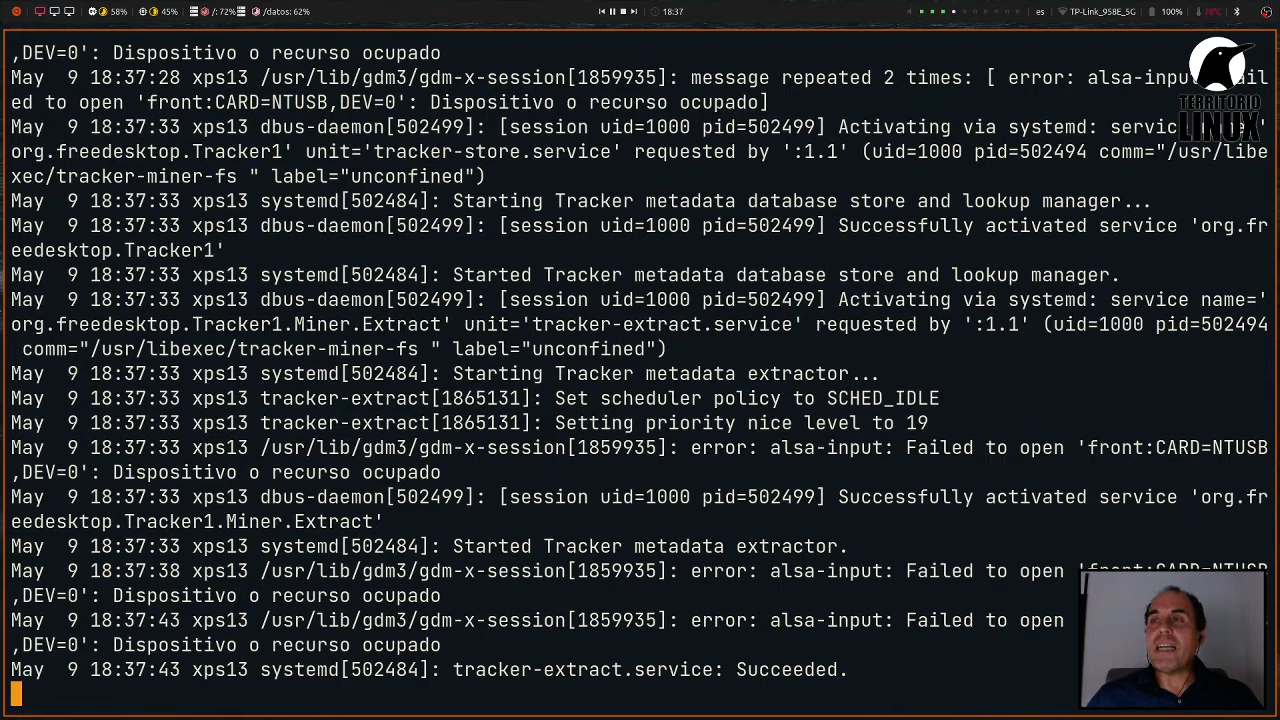 58% 45% /: 72% /datos: 62% 18:37 es TP-Link_958E_5G 100%
,DEV=0': Dispositivo o recurso ocupado
May  9 18:37:28 xps13 /usr/lib/gdm3/gdm-x-session[1859935]: message repeated 2 times: [ error: alsa-inpu
ed to open 'front:CARD=NTUSB,DEV=0': Dispositivo o recurso ocupado]
TERRITORIO
LINUX
May  9 18:37:33 xps13 dbus-daemon[502499]: [session uid=1000 pid=502499] Activating via systemd: servic
org.freedesktop.Tracker1' unit='tracker-store.service' requested by ':1.1' (uid=1000 pid=502494 comm="/usr/libe
xec/tracker-miner-fs " label="unconfined")
May  9 18:37:33 xps13 systemd[502484]: Starting Tracker metadata database store and lookup manager...
May  9 18:37:33 xps13 dbus-daemon[502499]: [session uid=1000 pid=502499] Successfully activated service 'org.fr
eedesktop.Tracker1'
May  9 18:37:33 xps13 systemd[502484]: Started Tracker metadata database store and lookup manager.
May  9 18:37:33 xps13 dbus-daemon[502499]: [session uid=1000 pid=502499] Activating via systemd: service name='
org.freedesktop.Tracker1.Miner.Extract' unit='tracker-extract.service' requested by ':1.1' (uid=1000 pid=502494
comm="/usr/libexec/tracker-miner-fs " label="unconfined")
May  9 18:37:33 xps13 systemd[502484]: Starting Tracker metadata extractor...
May  9 18:37:33 xps13 tracker-extract[1865131]: Set scheduler policy to SCHED_IDLE
May  9 18:37:33 xps13 tracker-extract[1865131]: Setting priority nice level to 19
May  9 18:37:33 xps13 /usr/lib/gdm3/gdm-x-session[1859935]: error: alsa-input: Failed to open 'front:CARD=NTUSB
,DEV=0': Dispositivo o recurso ocupado
May  9 18:37:33 xps13 dbus-daemon[502499]: [session uid=1000 pid=502499] Successfully activated service 'org.fr
eedesktop.Tracker1.Miner.Extract'
May  9 18:37:33 xps13 systemd[502484]: Started Tracker metadata extractor.
May  9 18:37:38 xps13 /usr/lib/gdm3/gdm-x-session[1859935]: error: alsa-input: Failed to open 'front:CARD=NTUSB
,DEV=0': Dispositivo o recurso ocupado
May  9 18:37:43 xps13 /usr/lib/gdm3/gdm-x-session[1859935]: error: alsa-input: Failed to open
,DEV=0': Dispositivo o recurso ocupado
May  9 18:37:43 xps13 systemd[502484]: tracker-extract.service: Succeeded.